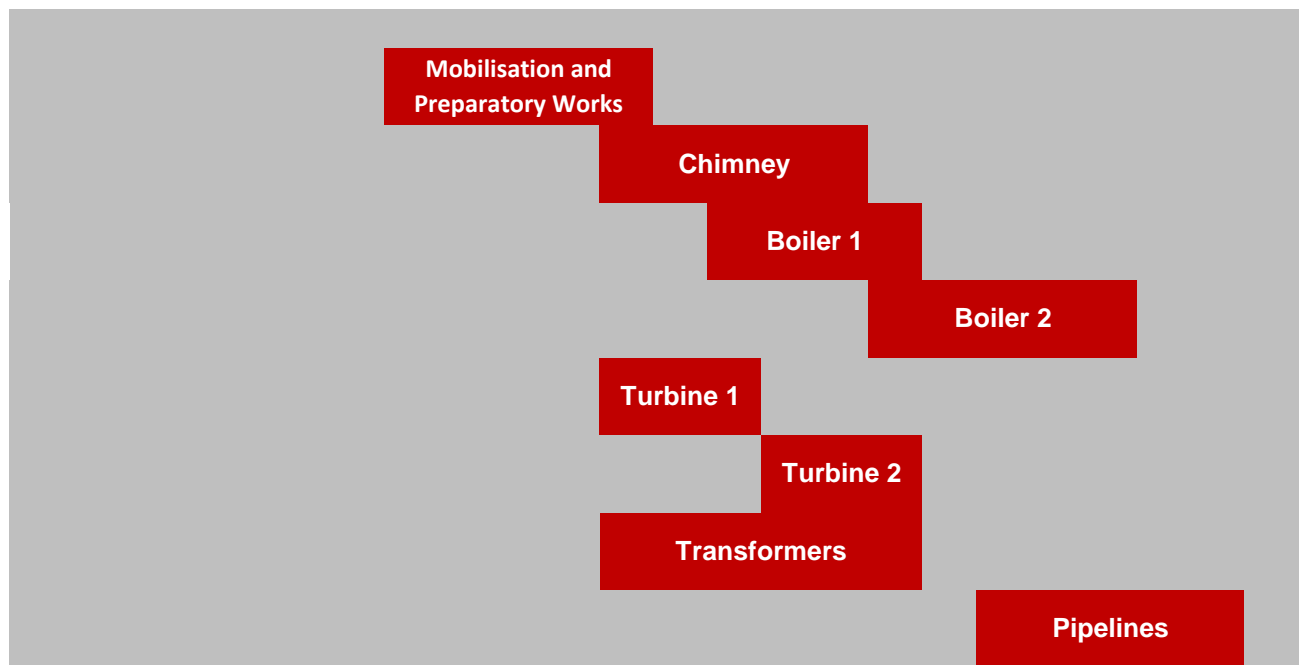 Mobilisation and
Preparatory Works
Chimney
Boiler 1
Boiler 2
Turbine 1
Turbine 2
Transformers
Pipelines